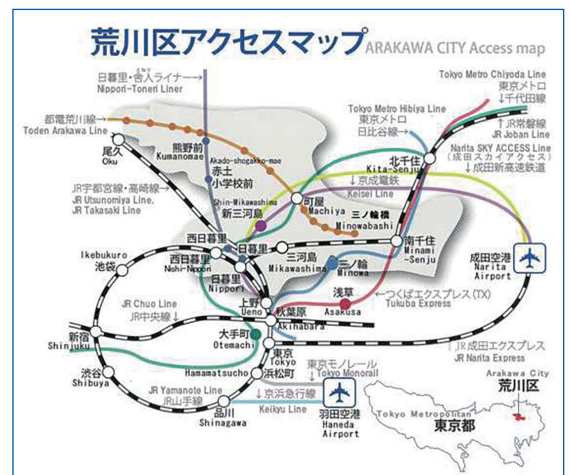 荒川区アクセスマップ ARAKAWA CITY Access map
日暮里・舎人ライナー→
Nippori-Toneri Liner
都電荒川線→
Toden Arakawa Line
尾久
Oku
熊野前
Kumanomae
Akado-shogakko-mae
赤土
小学校前
Tokyo Metro Chiyoda Line
東京メトロ
↓千代田線
Tokyo Metro Hibiya Line
東京メトロ
日比谷線→
↑JR常磐線
JR Joban Line
Narita SKY ACCESS Line
(成田スカイアクセス)
↓成田新高速鉄道
北千住
Kita-Senju
↓京成電鉄
Keisel Line
JR宇都宮線・高崎線→
JR Utsunomiya Line,
JR Takasaki Line
Shin-Mikawashima
新三河島
町屋
Machiya
三ノ輪橋
Minowabashi
西日暮里
西日暮里
Nishi-Nippori
日暮里
日暮里
Nippori
三河島
Mikawashima
三ノ輪
Minowa
南千住
Minami
-Senju
成田空港
Narita
Airport
Ikebukuro
池袋
上野
Ueno
浅草
Asakusa
←つくばエクスプレス(TX)
Tukuba Express
JR Chuo Line
JR中央線↓
秋葉原
Akihabara
新宿
Shinjuku
大手町
Otemachi
東京
Tokyo
↑JR成田エクスプレス
JR Narita Express
渋谷
Shibuya
Hamamatsucho
浜松町
東京モノレール
↓Tokyo Monorail
JR Yamanote Line
JR山手線
↓京浜急行線
Keikyu Line
品川
Shinagawa
羽田空港
Haneda
Airport
Arakawa City
荒川区
Tokyo Metropolitan
東京都